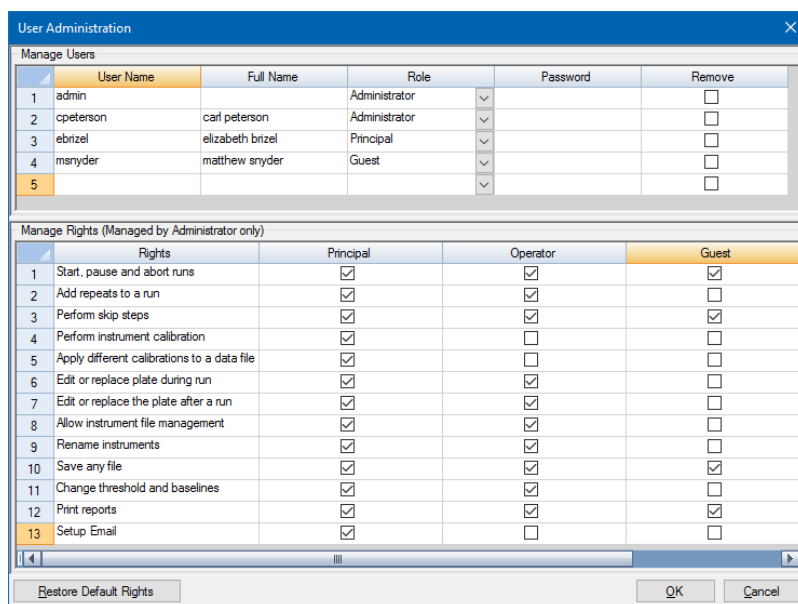 User Administration
Manage Users
User Name Full Name Role Password Remove
1 admin Administrator
2 cpeterson carl peterson Administrator
3 ebrizel elizabeth brizel Principal
4 msnyder matthew snyder Guest
5
Manage Rights (Managed by Administrator only)
Rights Principal Operator Guest
1 Start, pause and abort runs
2 Add repeats to a run
3 Perform skip steps
4 Perform instrument calibration
5 Apply different calibrations to a data file
6 Edit or replace plate during run
7 Edit or replace the plate after a run
8 Allow instrument file management
9 Rename instruments
10 Save any file
11 Change threshold and baselines
12 Print reports
13 Setup Email
Restore Default Rights OK Cancel